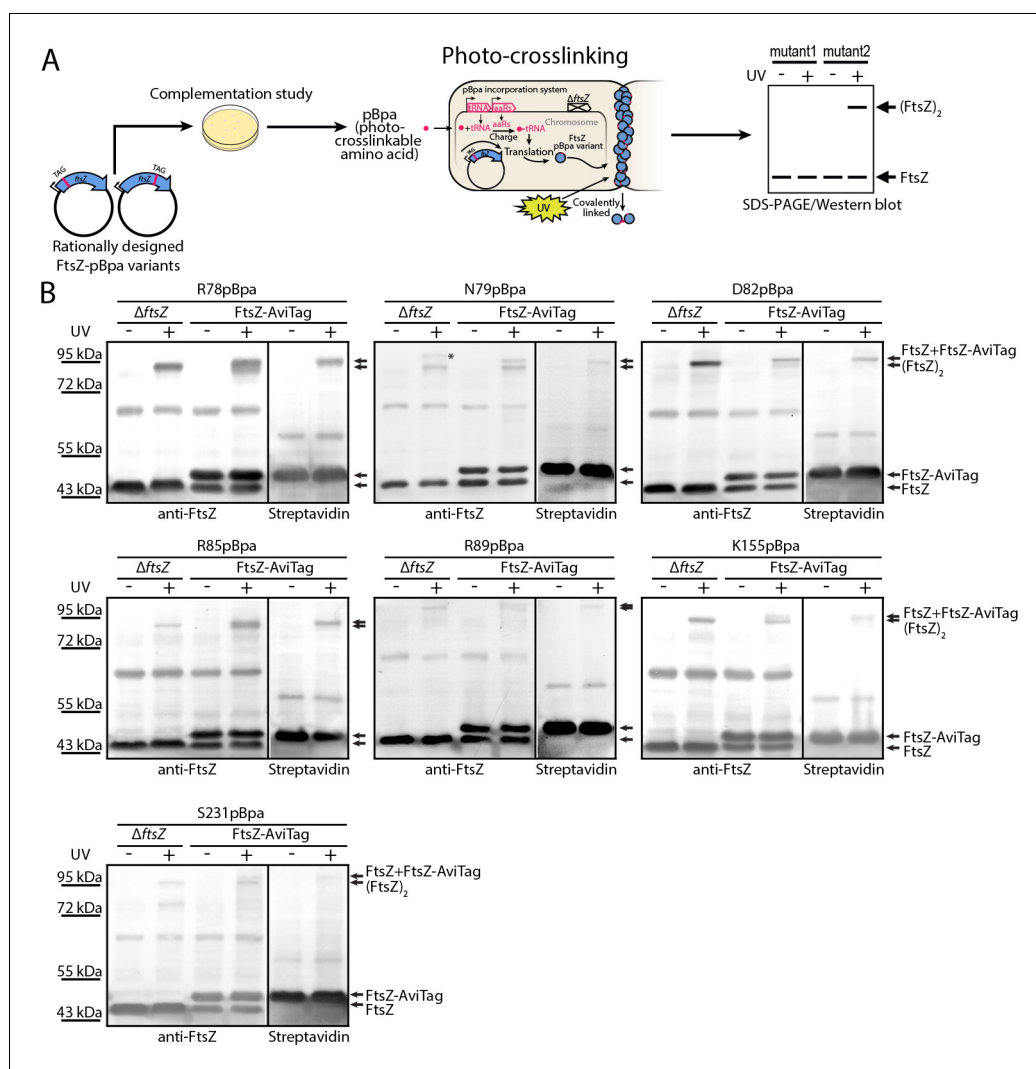 A
Complementation study
TAG
ftsZ
TAG
ftsZ
Rationally designed
FtsZ-pBpa variants
pBpa
(photo-
crosslinkable
amino acid)
Photo-crosslinking
pBpa incorporation system
tRNA aaRs
ΔftsZ
Chromosome
+tRNA aaRs -tRNA
Charge
TAG
ftsZ
Translation
FtsZ
pBpa variant
UV
Covalently
linked
mutant1 mutant2
UV - + - +
(FtsZ)2
FtsZ
SDS-PAGE/Western blot
B
R78pBpa
ΔftsZ FtsZ-AviTag
UV - + - + - +
95 kDa
72 kDa
55 kDa
43 kDa
anti-FtsZ Streptavidin
N79pBpa
ΔftsZ FtsZ-AviTag
- + - + - +
*
anti-FtsZ Streptavidin
D82pBpa
ΔftsZ FtsZ-AviTag
- + - + - +
FtsZ+FtsZ-AviTag
(FtsZ)2
FtsZ-AviTag
FtsZ
anti-FtsZ Streptavidin
R85pBpa
ΔftsZ FtsZ-AviTag
UV - + - + - +
95 kDa
72 kDa
55 kDa
43 kDa
anti-FtsZ Streptavidin
R89pBpa
ΔftsZ FtsZ-AviTag
- + - + - +
anti-FtsZ Streptavidin
K155pBpa
ΔftsZ FtsZ-AviTag
- + - + - +
FtsZ+FtsZ-AviTag
(FtsZ)2
FtsZ-AviTag
FtsZ
anti-FtsZ Streptavidin
S231pBpa
ΔftsZ FtsZ-AviTag
UV - + - + - +
95 kDa
72 kDa
55 kDa
43 kDa
FtsZ+FtsZ-AviTag
(FtsZ)2
FtsZ-AviTag
FtsZ
anti-FtsZ Streptavidin